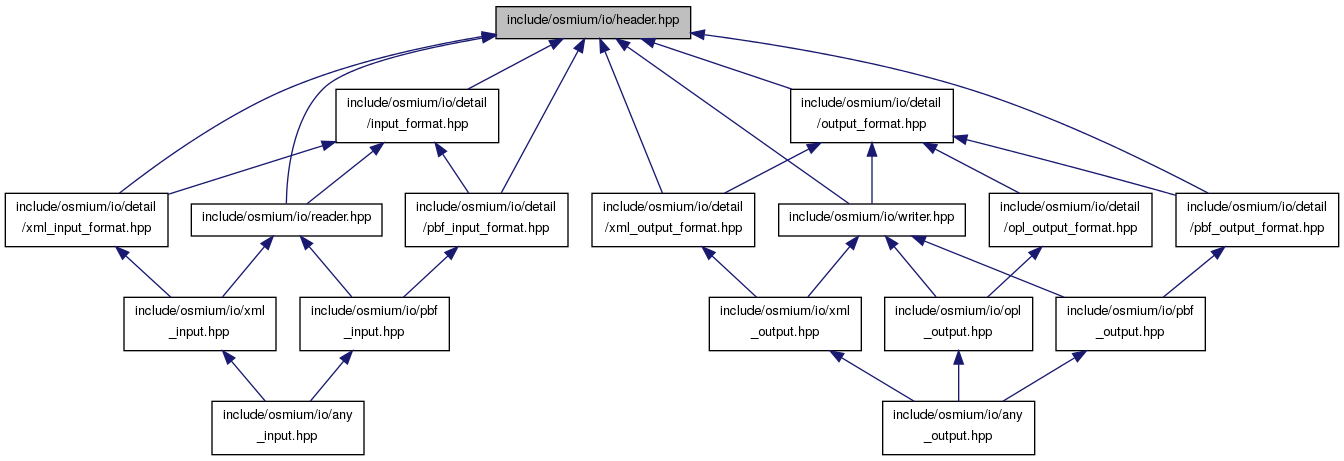 include/osmium/io/header.hpp
include/osmium/io/detail
/input_format.hpp
include/osmium/io/detail
/output_format.hpp
include/osmium/io/detail
/xml_input_format.hpp
include/osmium/io/reader.hpp
include/osmium/io/detail
/pbf_input_format.hpp
include/osmium/io/detail
/xml_output_format.hpp
include/osmium/io/writer.hpp
include/osmium/io/detail
/opl_output_format.hpp
include/osmium/io/detail
/pbf_output_format.hpp
include/osmium/io/xml
_input.hpp
include/osmium/io/pbf
_input.hpp
include/osmium/io/xml
_output.hpp
include/osmium/io/opl
_output.hpp
include/osmium/io/pbf
_output.hpp
include/osmium/io/any
_input.hpp
include/osmium/io/any
_output.hpp